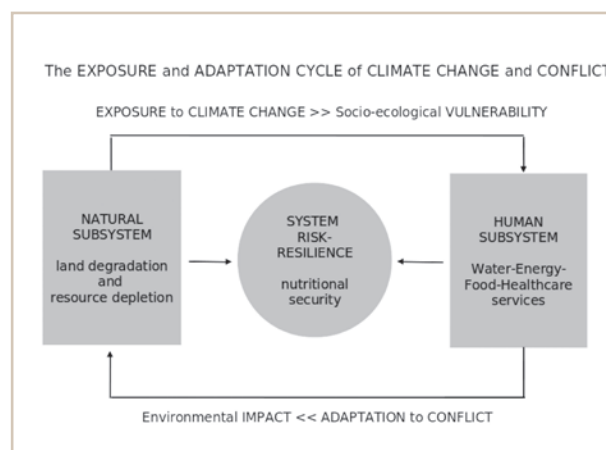 The EXPOSURE and ADAPTATION CYCLE of CLIMATE CHANGE and CONFLICT
EXPOSURE to CLIMATE CHANGE >> Socio-ecological VULNERABILITY
NATURAL
SUBSYSTEM
land degradation
and
resource depletion
SYSTEM
RISK-
RESILIENCE
nutritional
security
HUMAN
SUBSYSTEM
Water-Energy-
Food-Healthcare
services
Environmental IMPACT << ADAPTATION to CONFLICT